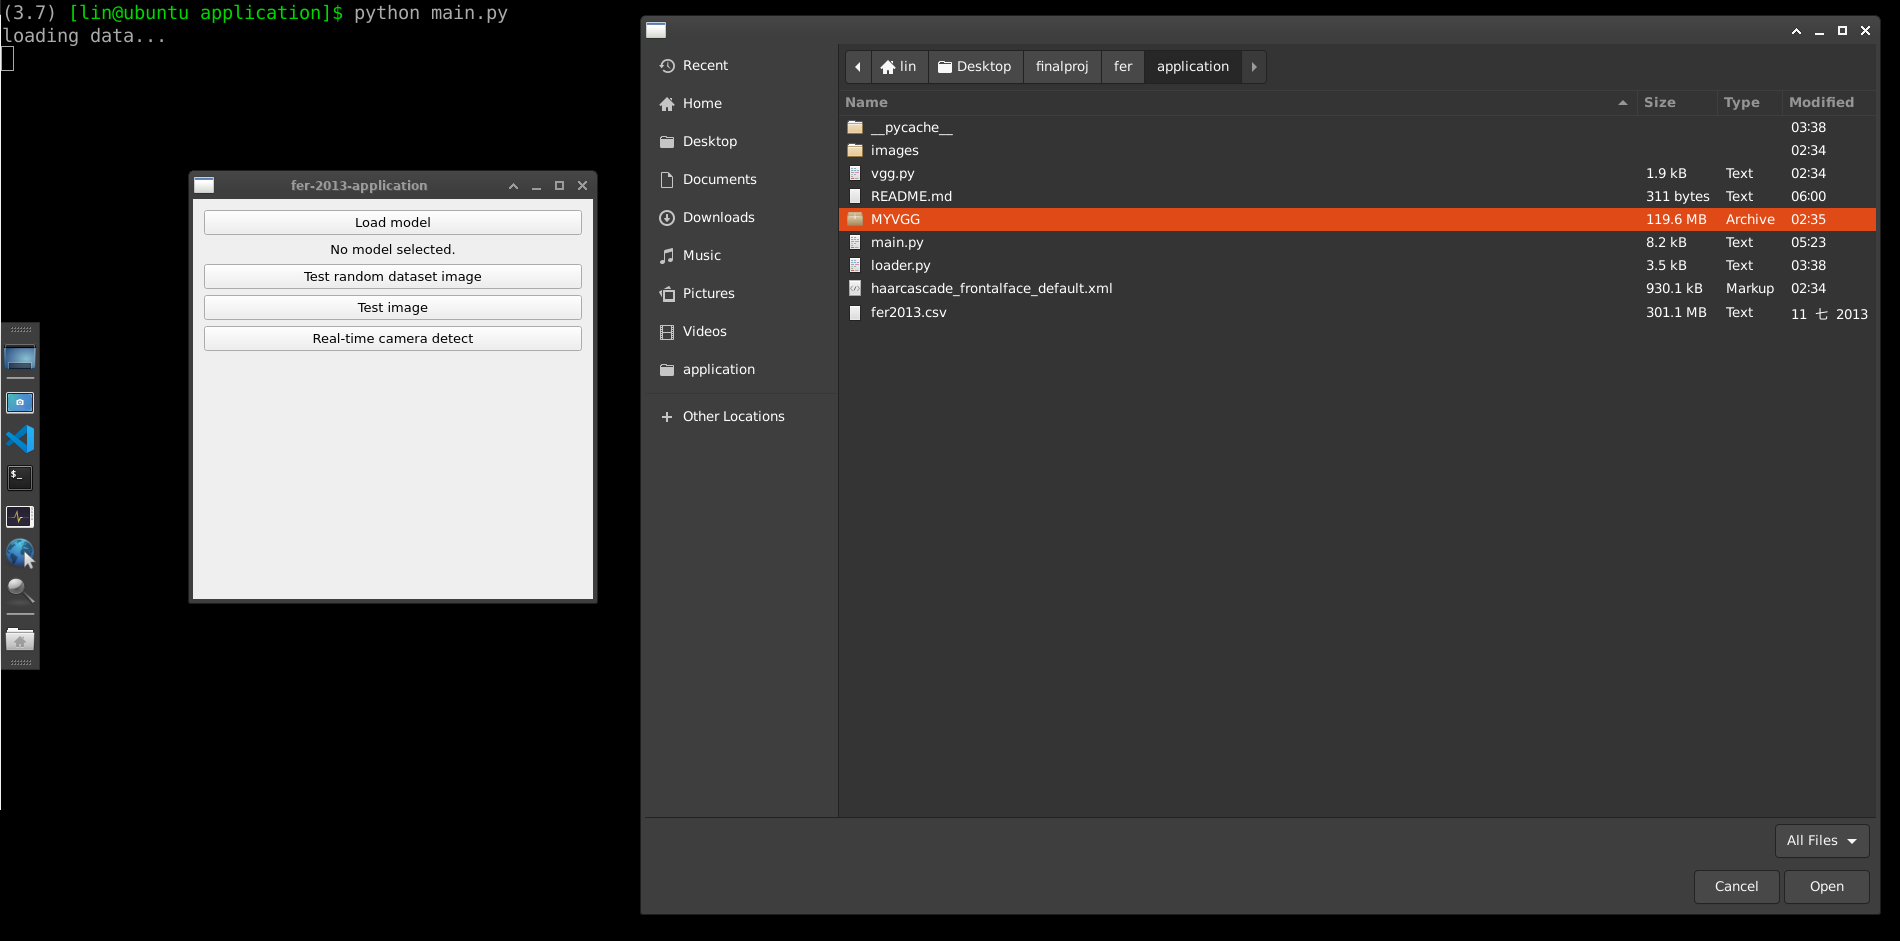 (3.7) [lin@ubuntu application]$ python main.py
loading data...
fer-2013-application
Load model
No model selected.
Test random dataset image
Test image
Real-time camera detect
Recent
Home
Desktop
Documents
Downloads
Music
Pictures
Videos
application
Other Locations
lin Desktop finalproj fer application
Name Size Type Modified
__pycache__ 03:38
images 02:34
vgg.py 1.9 kB Text 02:34
README.md 311 bytes Text 06:00
MYVGG 119.6 MB Archive 02:35
main.py 8.2 kB Text 05:23
loader.py 3.5 kB Text 03:38
haarcascade_frontalface_default.xml 930.1 kB Markup 02:34
fer2013.csv 301.1 MB Text 11 七 2013
All Files
Cancel Open
$_